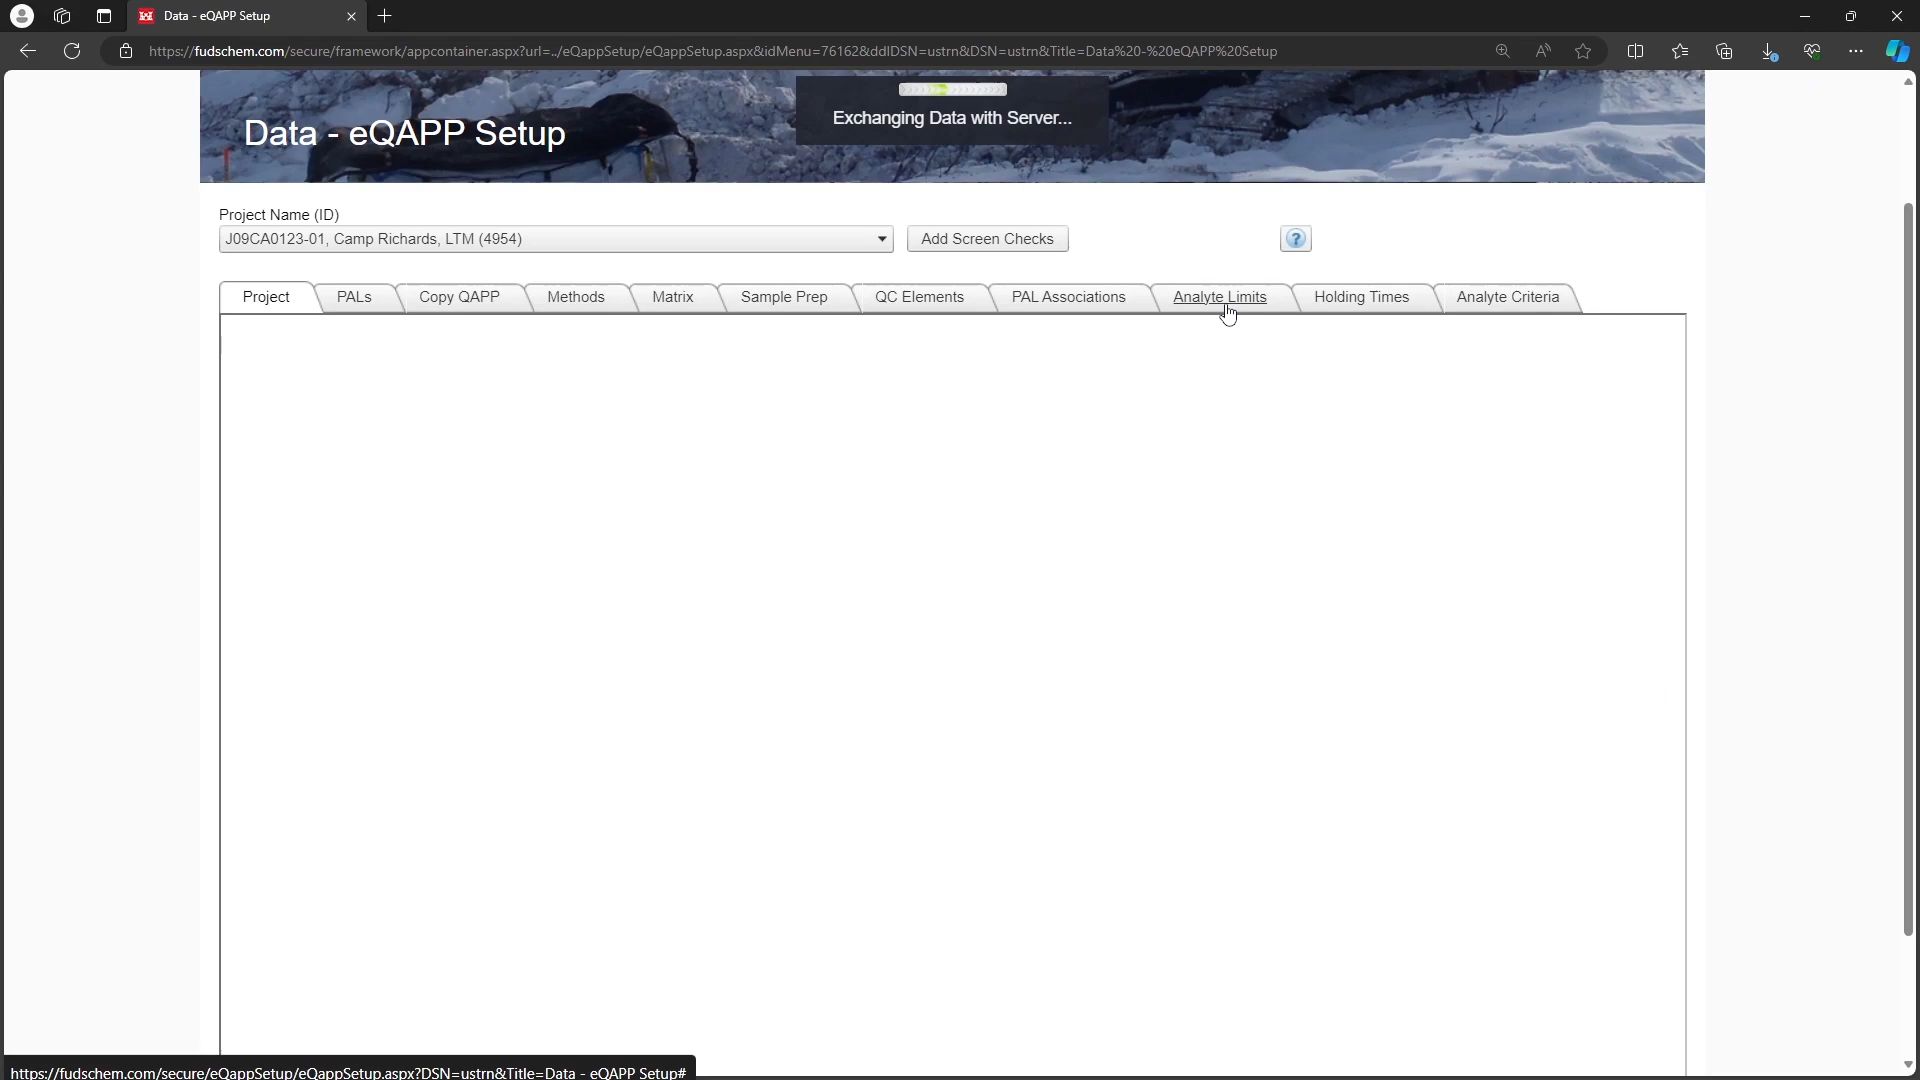 Data - eQAPP Setup
https://fudschem.com/secure/framework/appcontainer.aspx?url=../eQappSetup/eQappSetup.aspx&idMenu=76162&ddlDSN=ustrn&DSN=ustrn&Title=Data%20-%20eQAPP%20Setup
Exchanging Data with Server...
Data - eQAPP Setup
Project Name (ID)
J09CA0123-01, Camp Richards, LTM (4954)
Add Screen Checks
?
Project
PALs
Copy QAPP
Methods
Matrix
Sample Prep
QC Elements
PAL Associations
Analyte Limits
Holding Times
Analyte Criteria
https://fudschem.com/secure/eQappSetup/eQappSetup.aspx?DSN=ustrn&Title=Data - eQAPP Setup#